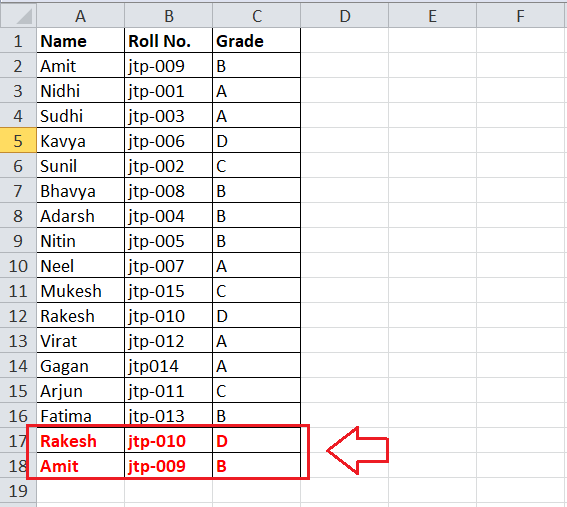 A B C D E F
1 Name Roll No. Grade
2 Amit jtp-009 B
3 Nidhi jtp-001 A
4 Sudhi jtp-003 A
5 Kavya jtp-006 D
6 Sunil jtp-002 C
7 Bhavya jtp-008 B
8 Adarsh jtp-004 B
9 Nitin jtp-005 B
10 Neel jtp-007 A
11 Mukesh jtp-015 C
12 Rakesh jtp-010 D
13 Virat jtp-012 A
14 Gagan jtp014 A
15 Arjun jtp-011 C
16 Fatima jtp-013 B
17 Rakesh jtp-010 D
18 Amit jtp-009 B
19